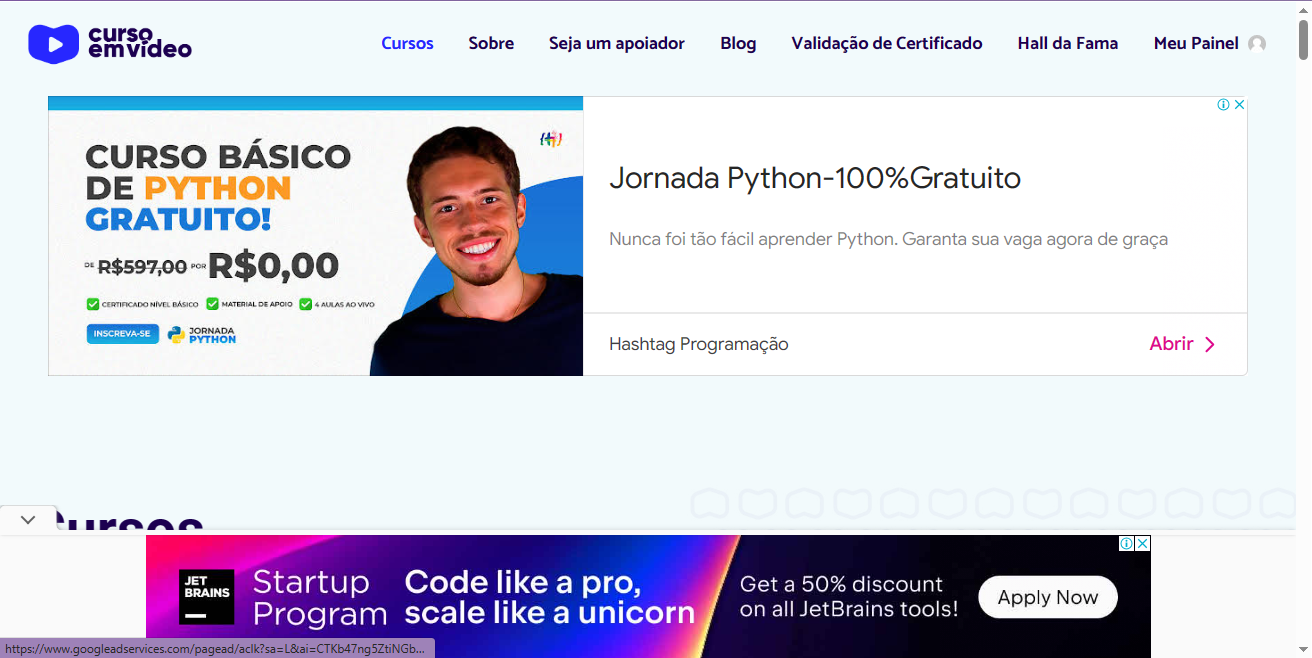 curso
emvideo
Cursos
Sobre
Seja um apoiador
Blog
Validação de Certificado
Hall da Fama
Meu Painel
CURSO BÁSICO
DE PYTHON
GRATUITO!
DE R$597,00 POR R$0,00
CERTIFICADO NÍVEL BÁSICO
MATERIAL DE APOIO
4 AULAS AO VIVO
INSCREVA-SE
JORNADA
PYTHON
Jornada Python-100%Gratuito
Nunca foi tão fácil aprender Python. Garanta sua vaga agora de graça
Hashtag Programação
Abrir
Cursos
JET
BRAINS
Startup
Program
Code like a pro,
scale like a unicorn
Get a 50% discount
on all JetBrains tools!
Apply Now
https://www.googleadservices.com/pagead/aclk?sa=L&ai=CTKb47ng5ZtiNGb...